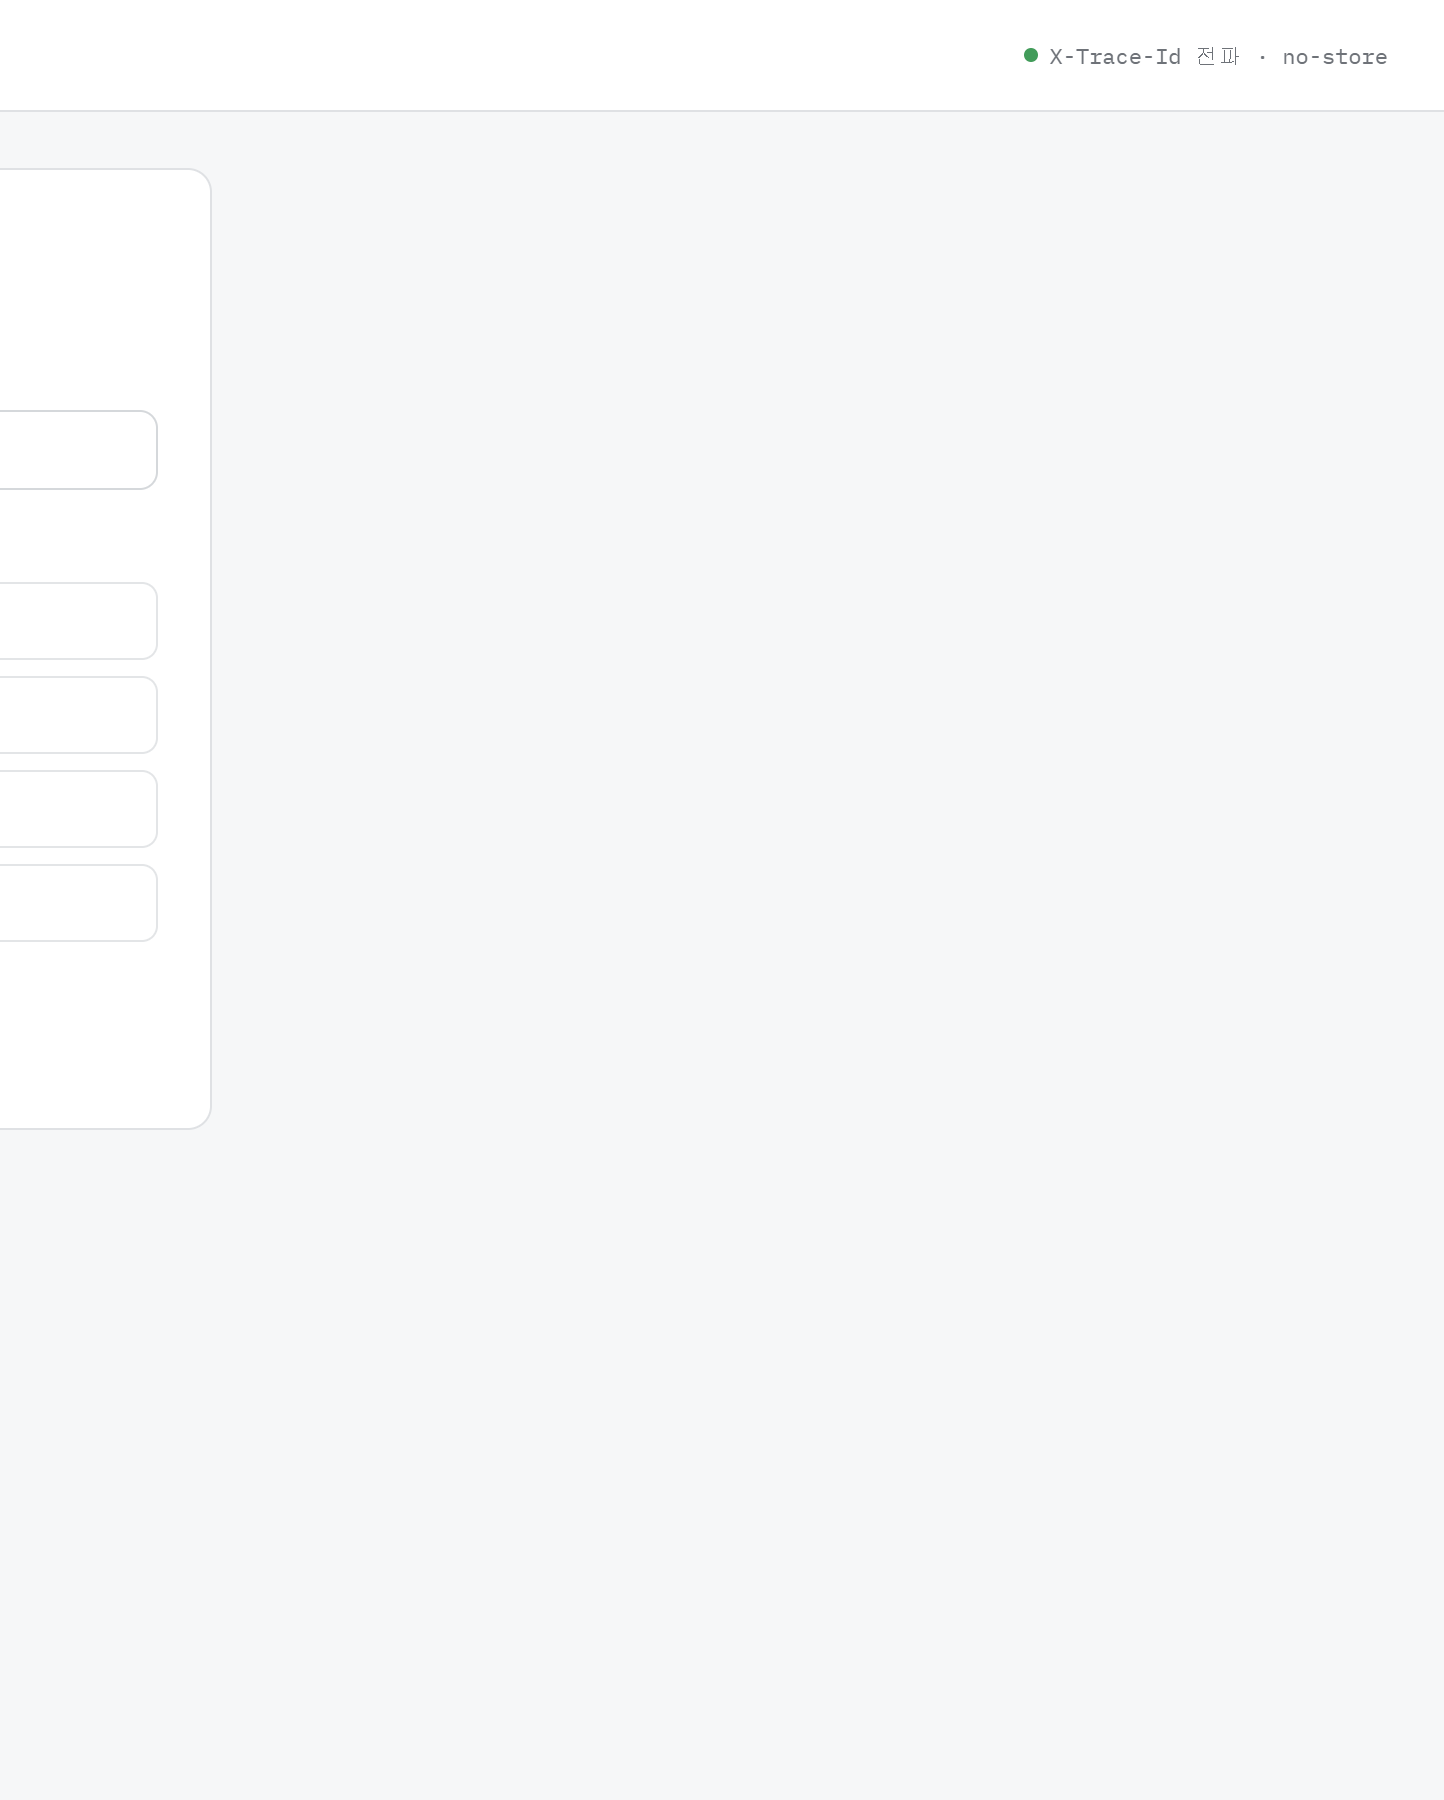 X-Trace-Id 전파 · no-store